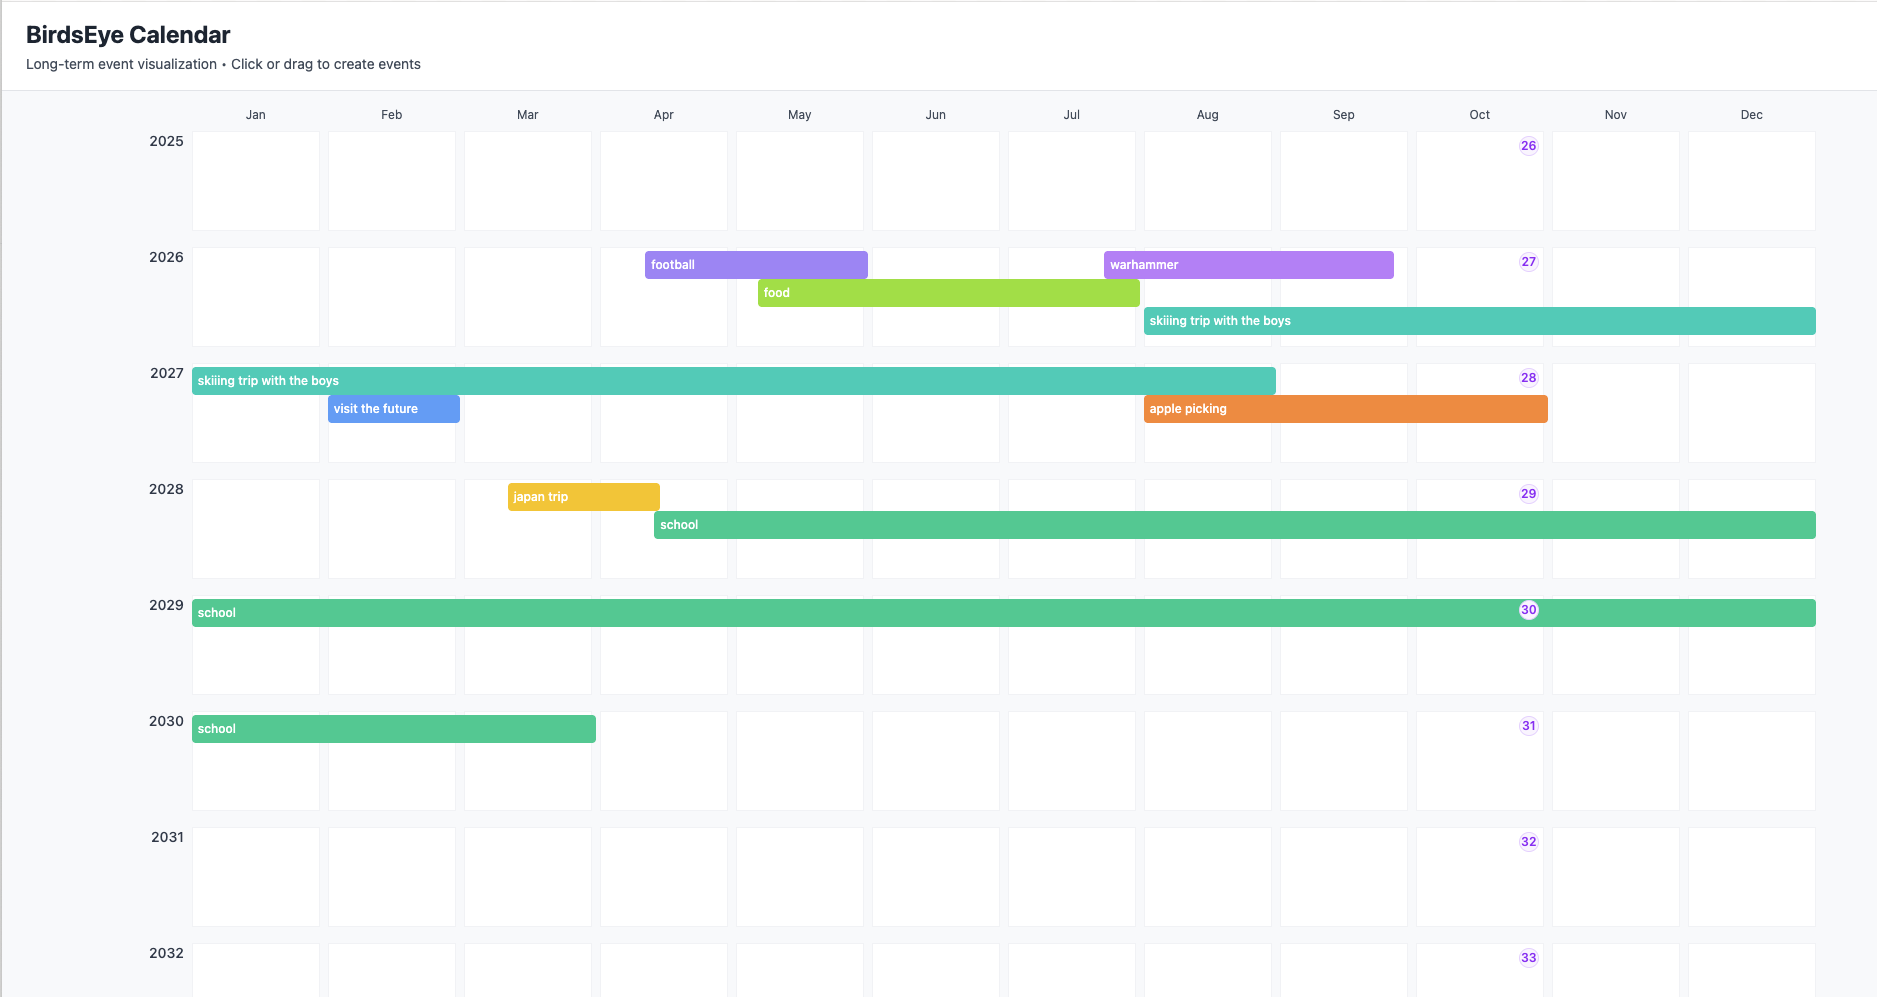 BirdsEye Calendar
Long-term event visualization • Click or drag to create events
Jan Feb Mar Apr May Jun Jul Aug Sep Oct Nov Dec
2025 26
2026 football warhammer 27
food
skiiing trip with the boys
2027 skiiing trip with the boys 28
visit the future apple picking
2028 japan trip 29
school
2029 school 30
2030 school 31
2031 32
2032 33